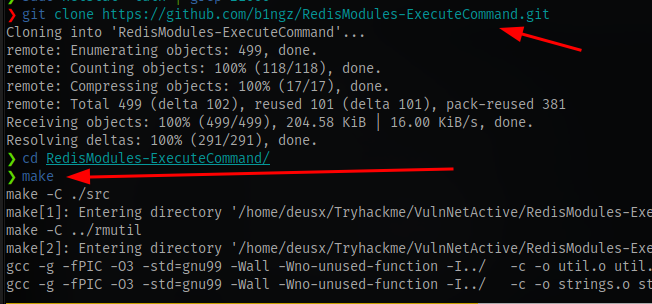 ❯ git clone https://github.com/bingz/RedisModules-ExecuteCommand.git
Cloning into 'RedisModules-ExecuteCommand'...
remote: Enumerating objects: 499, done.
remote: Counting objects: 100% (118/118), done.
remote: Compressing objects: 100% (17/17), done.
remote: Total 499 (delta 102), reused 101 (delta 101), pack-reused 381
Receiving objects: 100% (499/499), 204.58 KiB | 16.00 KiB/s, done.
Resolving deltas: 100% (291/291), done.
❯ cd RedisModules-ExecuteCommand/
❯ make
make -C ./src
make[1]: Entering directory '/home/deusx/Tryhackme/VulnNetActive/RedisModules-Exe
make -C ../rmutil
make[2]: Entering directory '/home/deusx/Tryhackme/VulnNetActive/RedisModules-Exe
gcc -g -fPIC -O3 -std=gnu99 -Wall -Wno-unused-function -I../   -c -o util.o util.
gcc -g -fPIC -O3 -std=gnu99 -Wall -Wno-unused-function -I../   -c -o strings.o st